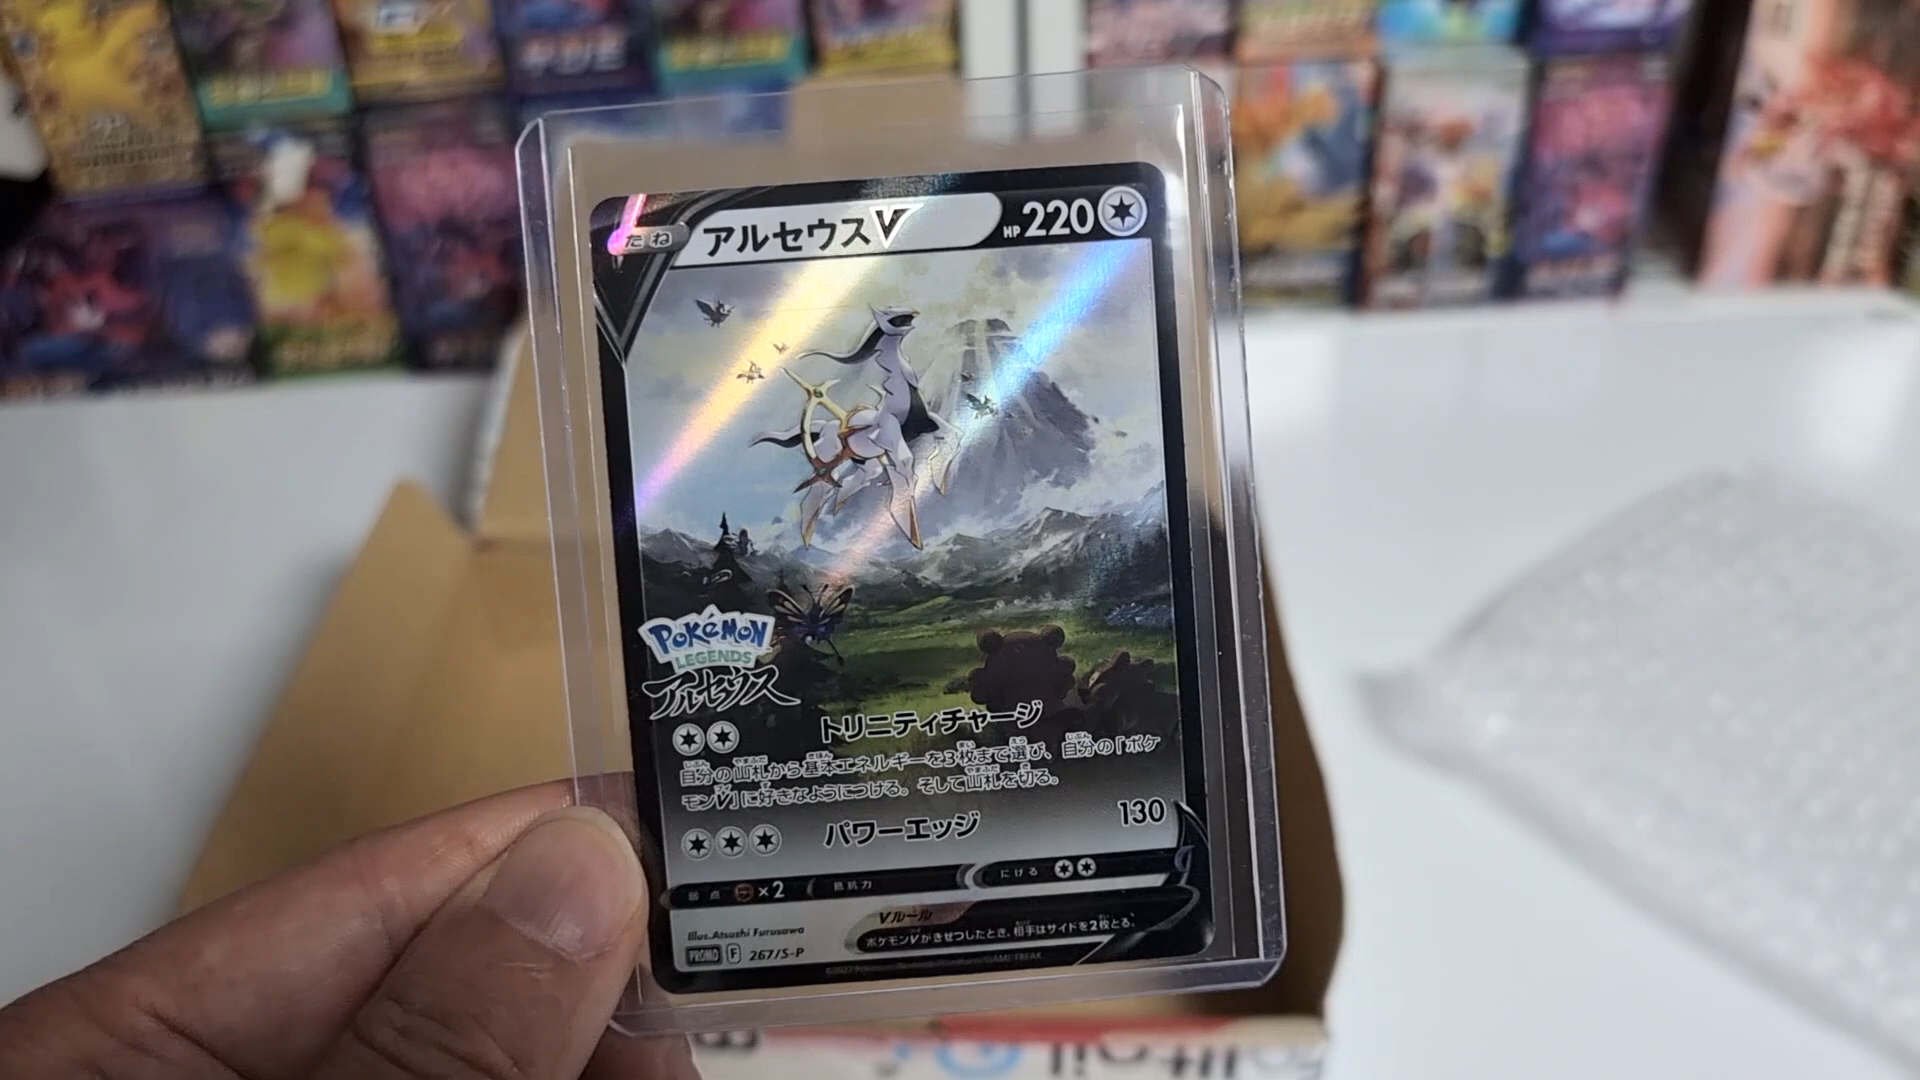 たね
アルセウスV
HP 220
POKéMON
LEGENDS
アルセウス
トリニティチャージ
自分の山札から基本エネルギーを3枚まで選び、自分の「ポケ
モンV」に好きなようにつける。そして山札を切る。
パワーエッジ 130
弱点 ×2 抵抗力 にげる
Vルール
ポケモンVがきぜつしたとき、相手はサイドを2枚とる。
Illus. Atsushi Furusawa
PROMO F 267/S-P